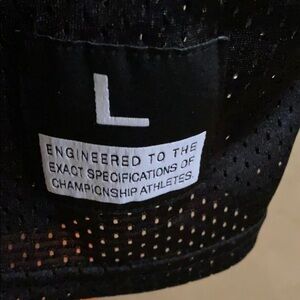 L
ENGINEERED TO THE
EXACT SPECIFICATIONS OF
CHAMPIONSHIP ATHLETES.